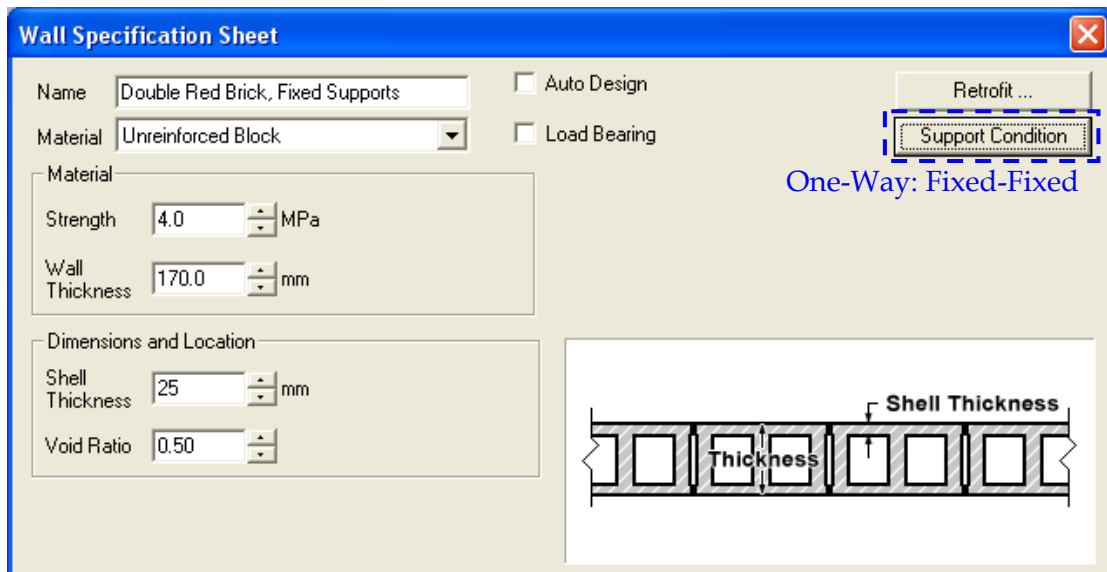 Wall Specification Sheet
Name Double Red Brick, Fixed Supports
Auto Design
Retrofit ...
Material Unreinforced Block
Load Bearing
Support Condition
One-Way: Fixed-Fixed
Material
Strength 4.0 MPa
Wall
Thickness 170.0 mm
Dimensions and Location
Shell
Thickness 25 mm
Void Ratio 0.50
Shell Thickness
Thickness